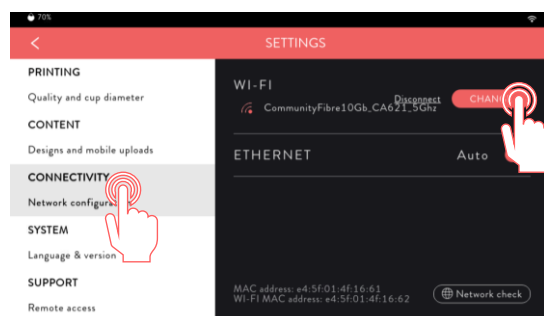 70%
SETTINGS
PRINTING
Quality and cup diameter
CONTENT
Designs and mobile uploads
CONNECTIVITY
Network
SYSTEM
Language & version
SUPPORT
Remote access
WI-FI
Disconnect
CommunityFibre10Gb_CA621_5Ghz
ETHERNET
Auto
MAC address: e4:5f:01:4f:16:61
WI-FI MAC address: e4:5f:01:4f:16:62
Network check